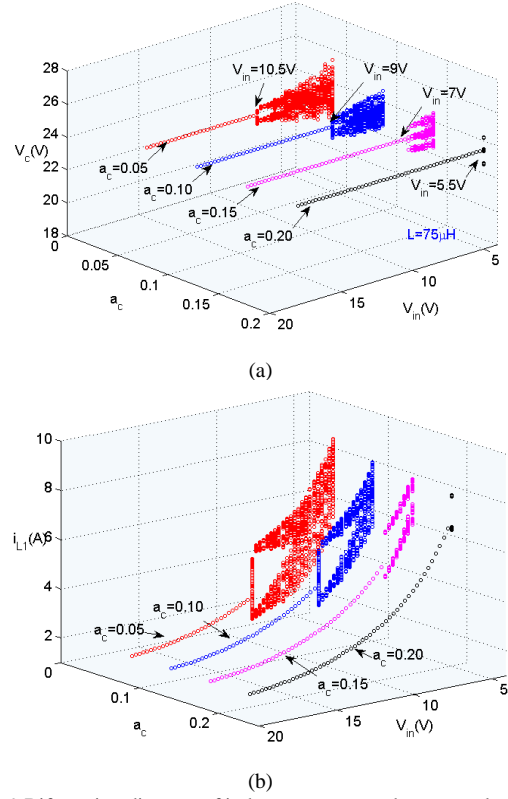 28
26
24
22
20
18
V_c(V)
V_in=10.5V
V_in=9V
V_in=7V
V_in=5.5V
a_c=0.05
a_c=0.10
a_c=0.15
a_c=0.20
L=75μH
0
0.05
0.1
0.15
0.2
a_c
20
15
10
5
V_in(V)
(a)
10
8
6
4
2
i_L1(A)
a_c=0.05
a_c=0.10
a_c=0.15
a_c=0.20
0
0.1
0.2
a_c
20
15
10
5
V_in(V)
(b)